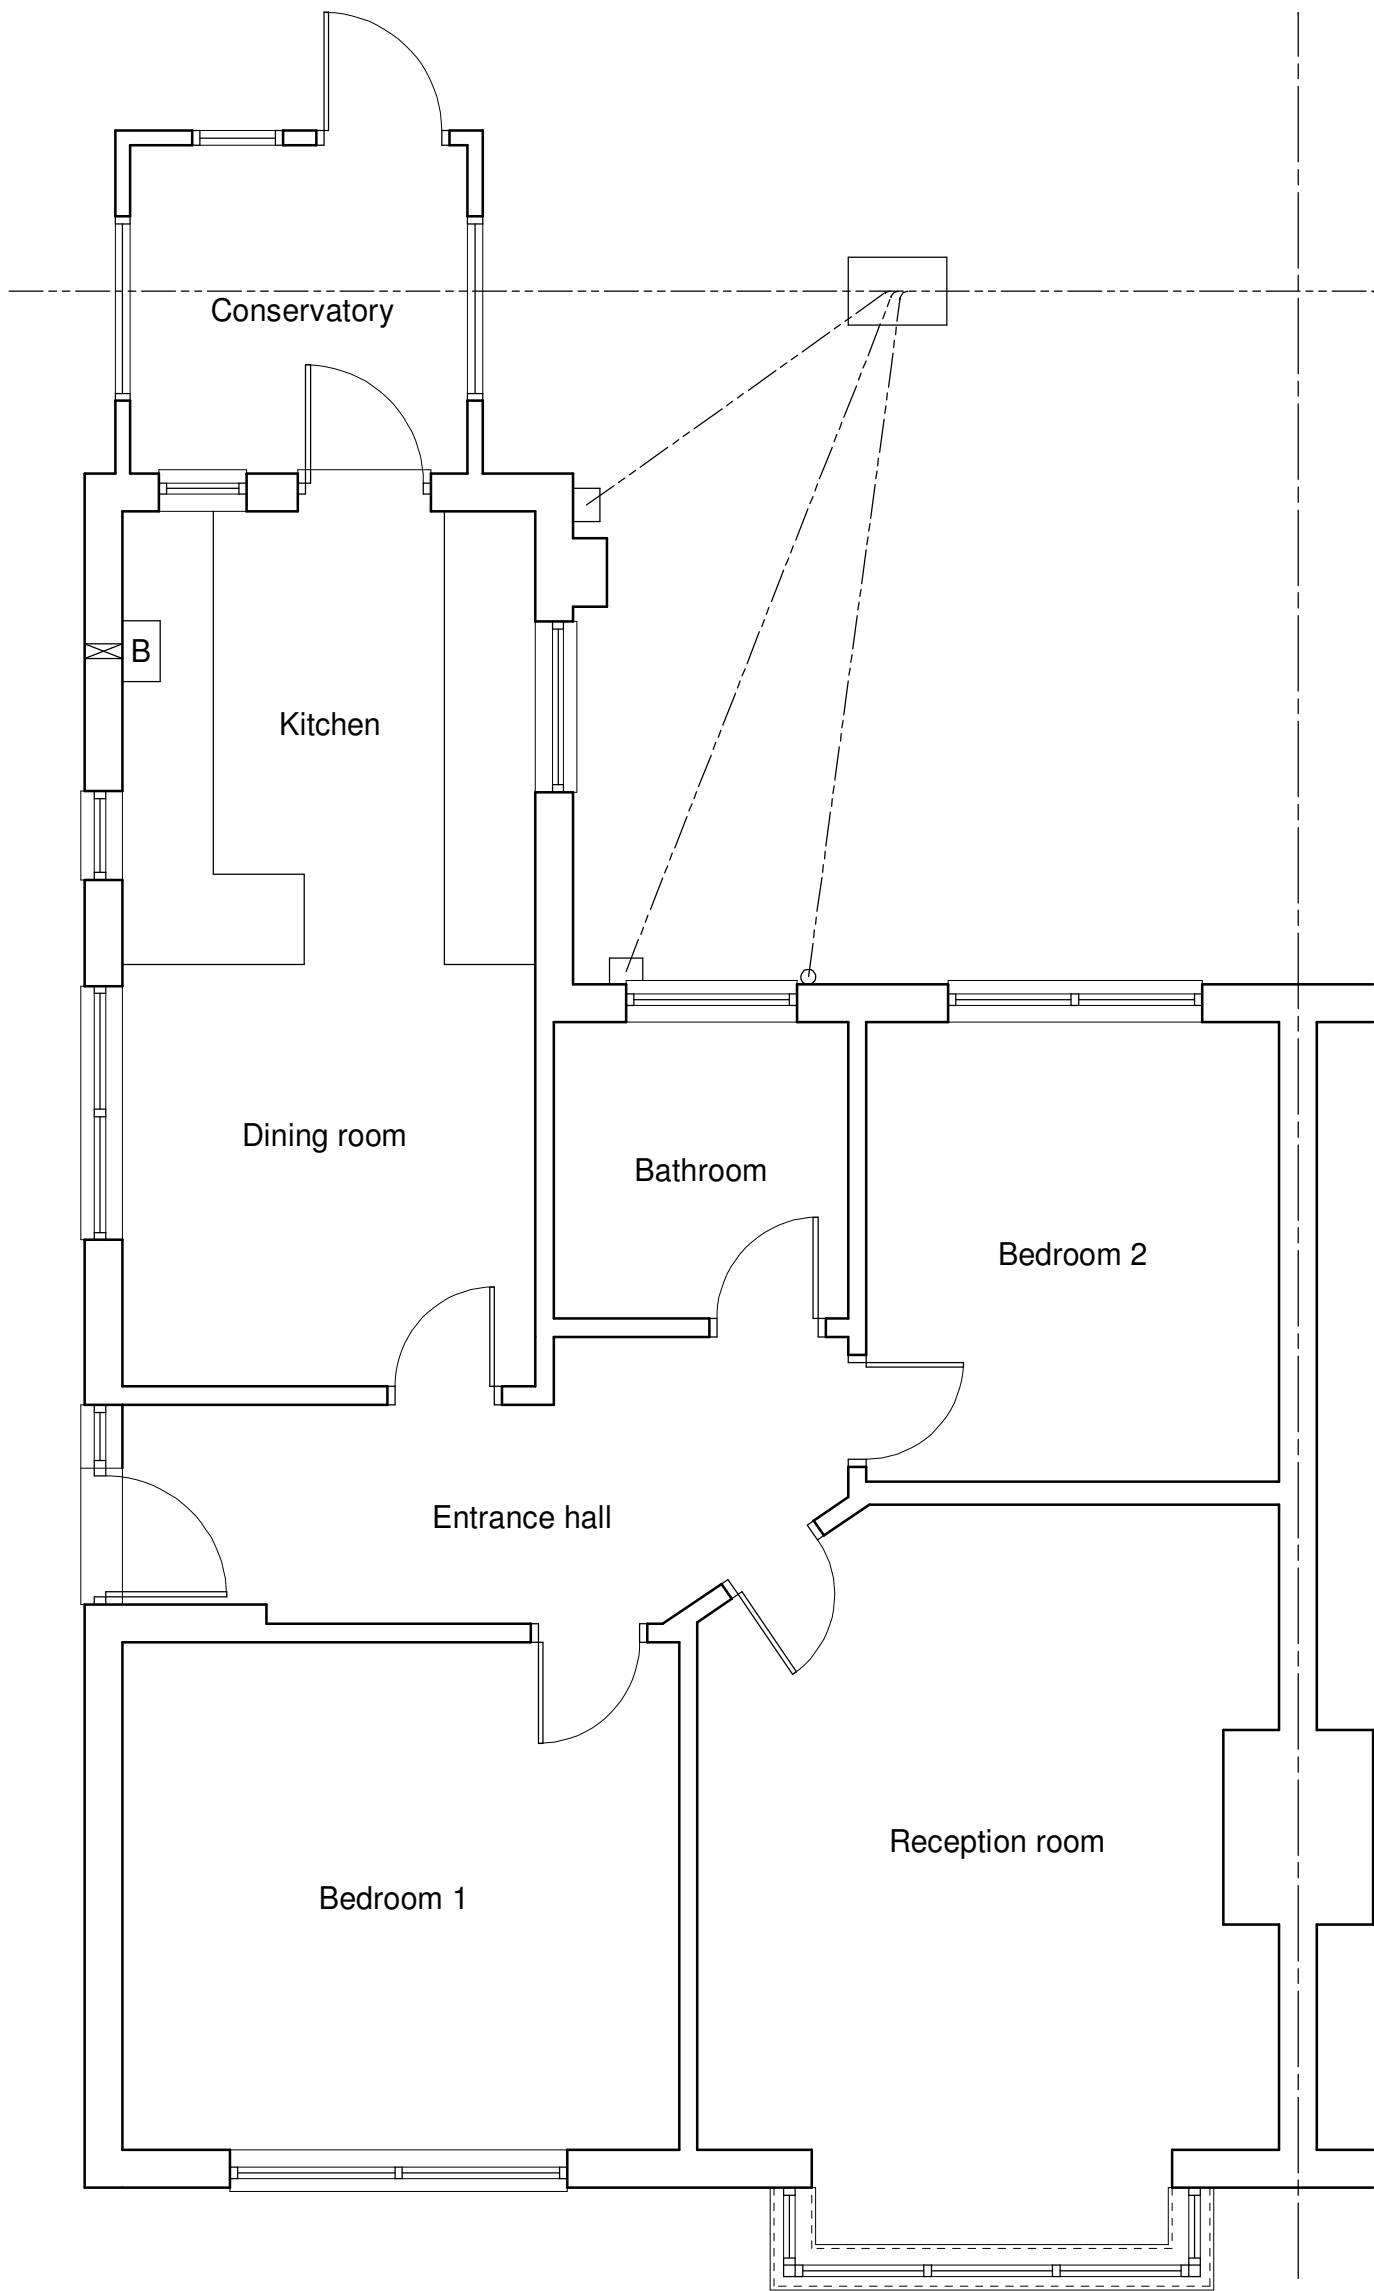 Conservatory
B
Kitchen
Dining room
Bathroom
Bedroom 2
Entrance hall
Reception room
Bedroom 1